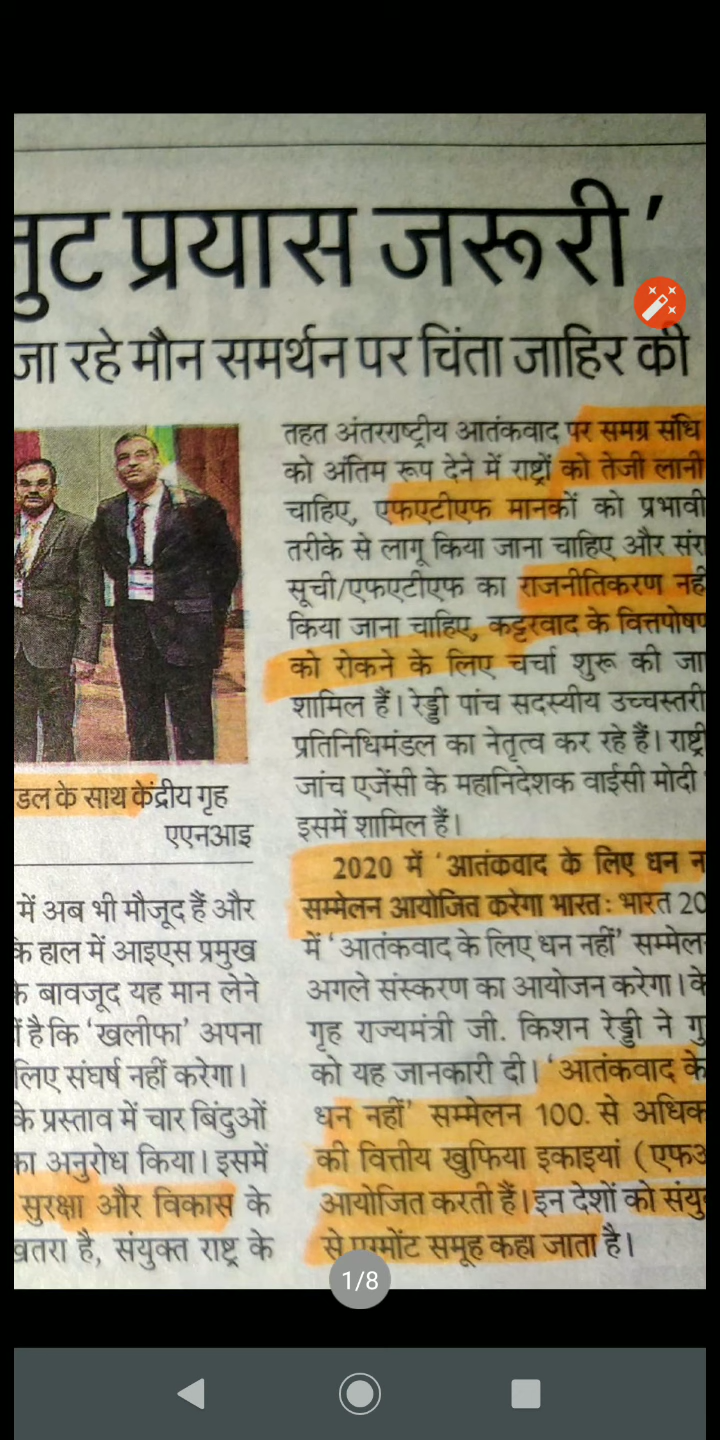 प्रयास जरूरी'
जा रहे मौन समर्थन पर चिंता जाहिर की
डल के साथ केंद्रीय गृह
एएनआइ
में अब भी मौजूद हैं और
हाल में आइएस प्रमुख
बावजूद यह मान लेने
है कि 'खलीफा' अपना
लिए संघर्ष नहीं करेगा।
के प्रस्ताव में चार बिंदुओं
का अनुरोध किया। इसमें
सुरक्षा और विकास के
खतरा है, संयुक्त राष्ट्र के
तहत अंतरराष्ट्रीय आतंकवाद पर समग्र संधि
को अंतिम रूप देने में राष्ट्रों को तेजी लानी
चाहिए, एफएटीएफ मानकों को प्रभावी
तरीके से लागू किया जाना चाहिए और संरा
सूची/एफएटीएफ का राजनीतिकरण नहीं
किया जाना चाहिए, कट्टरवाद के वित्तपोषण
को रोकने के लिए चर्चा शुरू की जा
शामिल हैं। रेड्डी पांच सदस्यीय उच्चस्तरी
प्रतिनिधिमंडल का नेतृत्व कर रहे हैं। राष्ट्री
जांच एजेंसी के महानिदेशक वाईसी मोदी
इसमें शामिल हैं।
2020 में 'आतंकवाद के लिए धन न
सम्मेलन आयोजित करेगा भारत : भारत 20
में 'आतंकवाद के लिए धन नहीं' सम्मेल
अगले संस्करण का आयोजन करेगा। के
गृह राज्यमंत्री जी. किशन रेड्डी ने गु
को यह जानकारी दी। 'आतंकवाद के
धन नहीं' सम्मेलन 100. से अधिक
की वित्तीय खुफिया इकाइयां (एफअ
आयोजित करती हैं। इन देशों को संयु
से एग्मोंट समूह कहा जाता है।
1/8